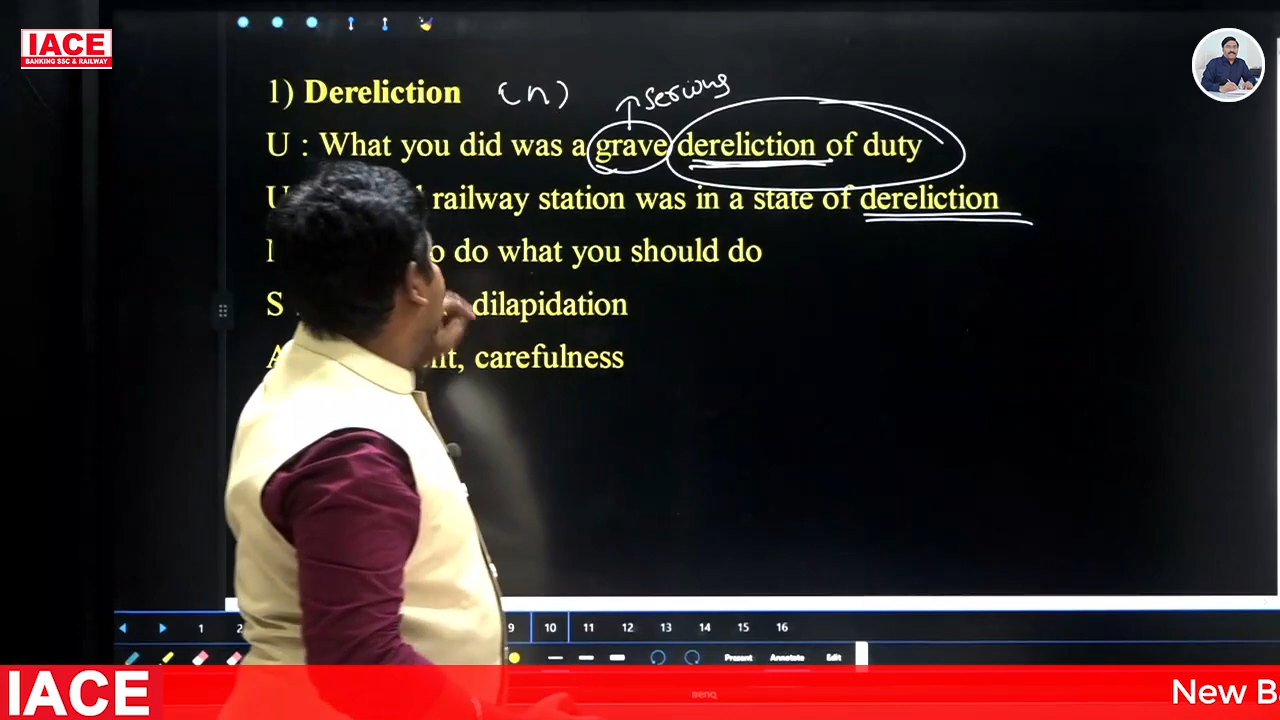 IACE
BANKING SSC & RAILWAY
1) Dereliction (n)
serious
U : What you did was a grave dereliction of duty
U railway station was in a state of dereliction
do what you should do
S : dilapidation
carefulness
1 2 9 10 11 12 13 14 15 16
Present Annotate Edit
BenQ
IACE
New